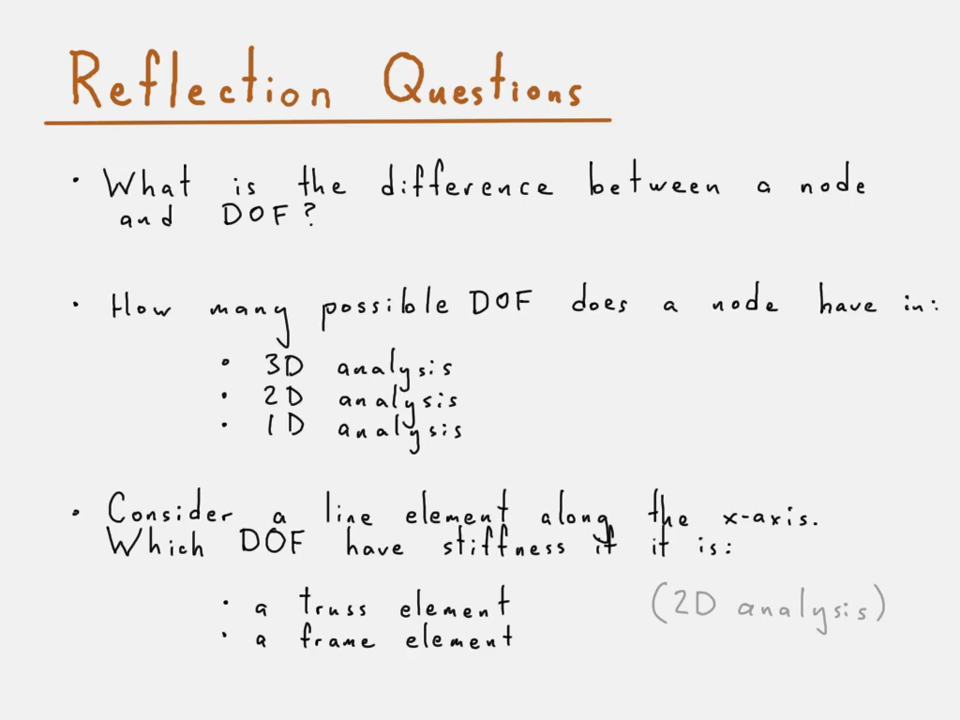 Reflection Questions
• What is the difference between a node
and DOF?
• How many possible DOF does a node have in:
• 3D analysis
• 2D analysis
• 1D analysis
• Consider a line element along the x-axis.
Which DOF have stiffness if it is:
• a truss element (2D analysis)
• a frame element